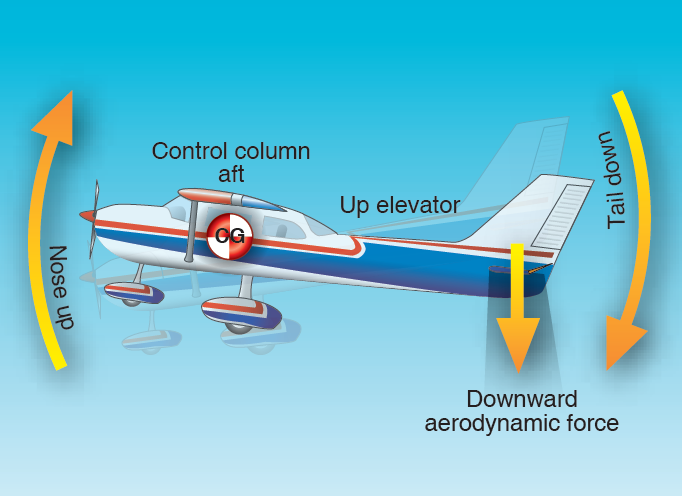 Control column
aft
Up elevator
Tail down
CG
Nose up
Downward
aerodynamic force